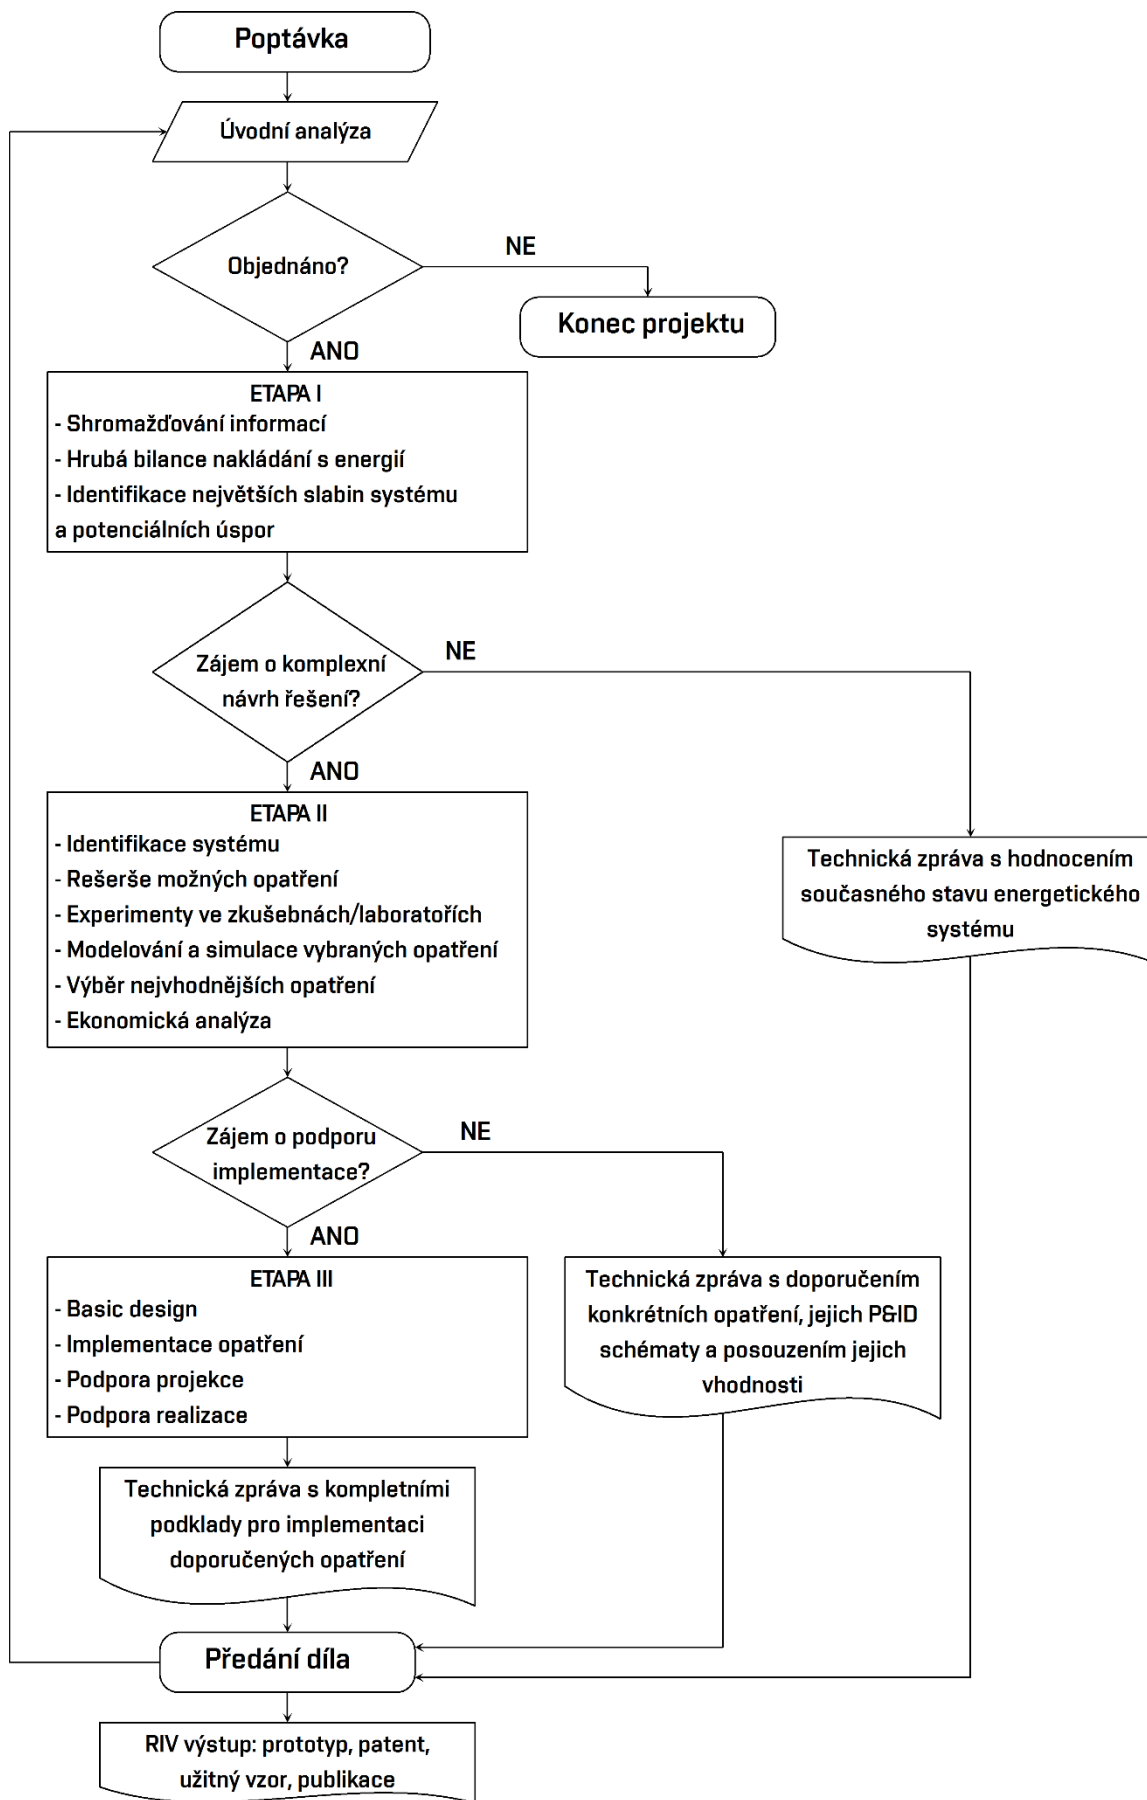 Poptávka
Úvodní analýza
Objednáno?
NE
Konec projektu
ANO
ETAPA I
- Shromažďování informací
- Hrubá bilance nakládání s energií
- Identifikace největších slabin systému
a potenciálních úspor
Zájem o komplexní
návrh řešení?
NE
ANO
ETAPA II
- Identifikace systému
- Rešerše možných opatření
- Experimenty ve zkušebnách/laboratořích
- Modelování a simulace vybraných opatření
- Výběr nejvhodnějších opatření
- Ekonomická analýza
Technická zpráva s hodnocením
současného stavu energetického
systému
Zájem o podporu
implementace?
NE
ANO
ETAPA III
- Basic design
- Implementace opatření
- Podpora projekce
- Podpora realizace
Technická zpráva s doporučením
konkrétních opatření, jejich P&ID
schématy a posouzením jejich
vhodnosti
Technická zpráva s kompletními
podklady pro implementaci
doporučených opatření
Předání díla
RIV výstup: prototyp, patent,
užitný vzor, publikace